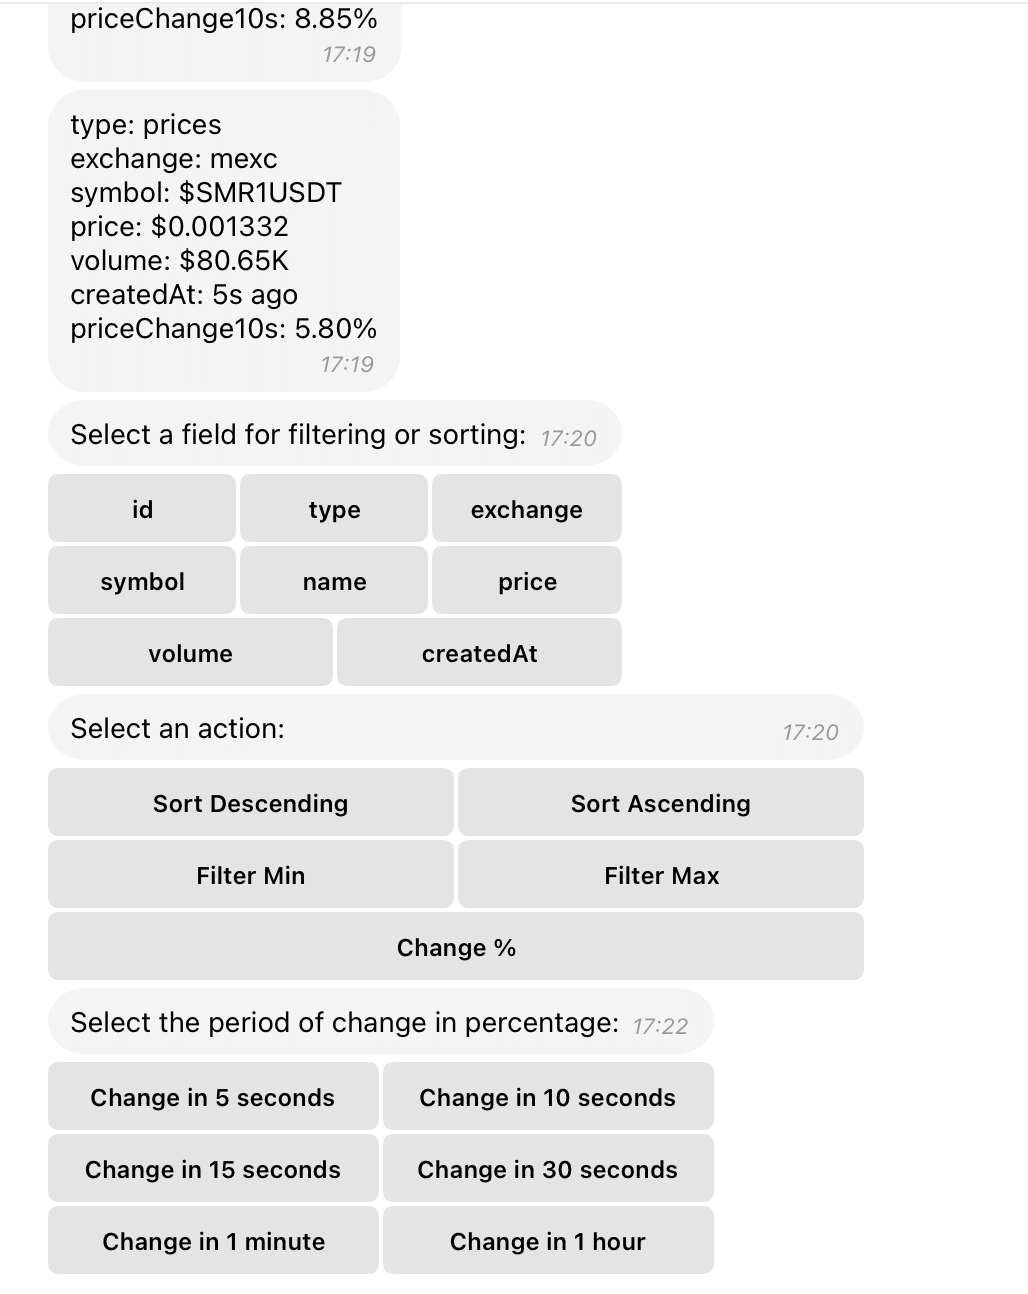 priceChange10s: 8.85%
17:19
type: prices
exchange: mexc
symbol: $SMR1USDT
price: $0.001332
volume: $80.65K
createdAt: 5s ago
priceChange10s: 5.80%
17:19
Select a field for filtering or sorting: 17:20
id type exchange
symbol name price
volume createdAt
Select an action: 17:20
Sort Descending Sort Ascending
Filter Min Filter Max
Change %
Select the period of change in percentage: 17:22
Change in 5 seconds Change in 10 seconds
Change in 15 seconds Change in 30 seconds
Change in 1 minute Change in 1 hour